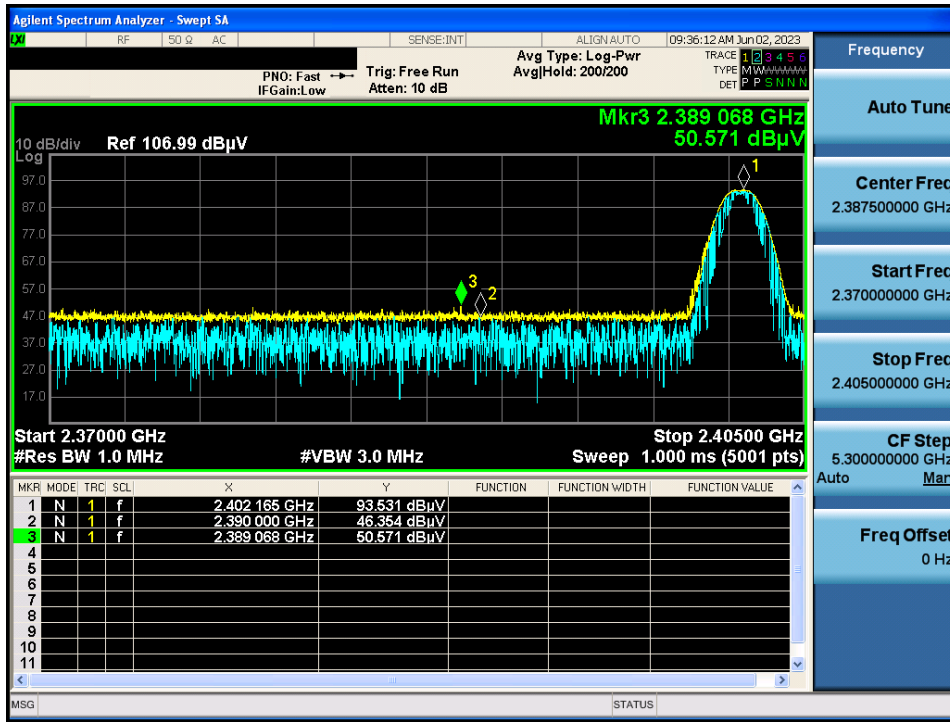 Agilent Spectrum Analyzer - Swept SA
LXI RF 50 Ω AC SENSE:INT ALIGN AUTO 09:36:12 AM Jun 02, 2023
PNO: Fast Trig: Free Run Avg Type: Log-Pwr TRACE 1 2 3 4 5 6
IFGain:Low Atten: 10 dB Avg|Hold: 200/200 TYPE M W W W W W
DET P P S N N N
Mkr3 2.389 068 GHz
10 dB/div Ref 106.99 dBµV 50.571 dBµV
Log
97.0
87.0
77.0
67.0
57.0
47.0
37.0
27.0
17.0
1
3
2
Start 2.37000 GHz Stop 2.40500 GHz
#Res BW 1.0 MHz #VBW 3.0 MHz Sweep 1.000 ms (5001 pts)
MKR MODE TRC SCL X Y FUNCTION FUNCTION WIDTH FUNCTION VALUE
1 N 1 f 2.402 165 GHz 93.531 dBµV
2 N 1 f 2.390 000 GHz 46.354 dBµV
3 N 1 f 2.389 068 GHz 50.571 dBµV
4
5
6
7
8
9
10
11
MSG STATUS
Frequency
Auto Tune
Center Freq
2.387500000 GHz
Start Freq
2.370000000 GHz
Stop Freq
2.405000000 GHz
CF Step
5.300000000 GHz
Auto Man
Freq Offset
0 Hz